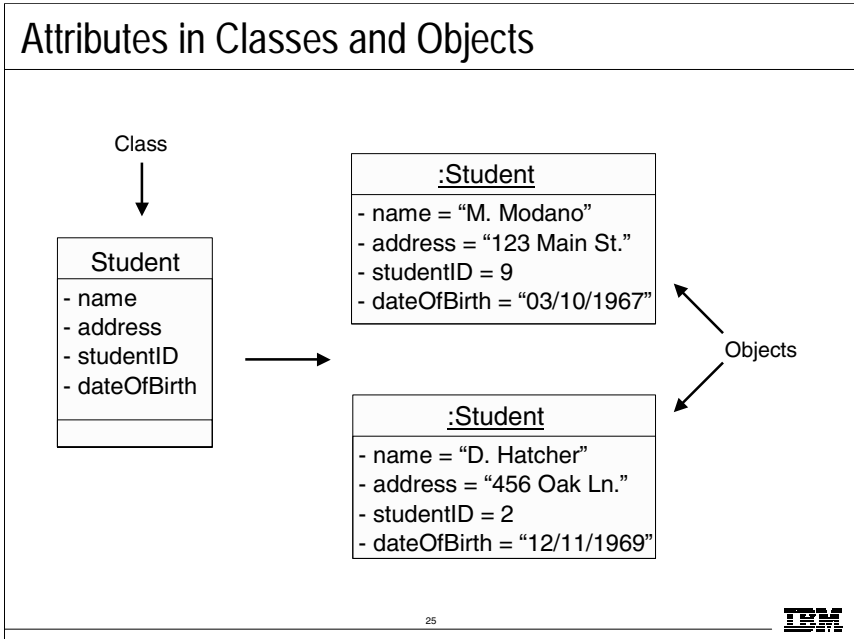 Attributes in Classes and Objects
Class
Student
- name
- address
- studentID
- dateOfBirth
:Student
- name = “M. Modano”
- address = “123 Main St.”
- studentID = 9
- dateOfBirth = “03/10/1967”
Objects
:Student
- name = “D. Hatcher”
- address = “456 Oak Ln.”
- studentID = 2
- dateOfBirth = “12/11/1969”
25
IBM